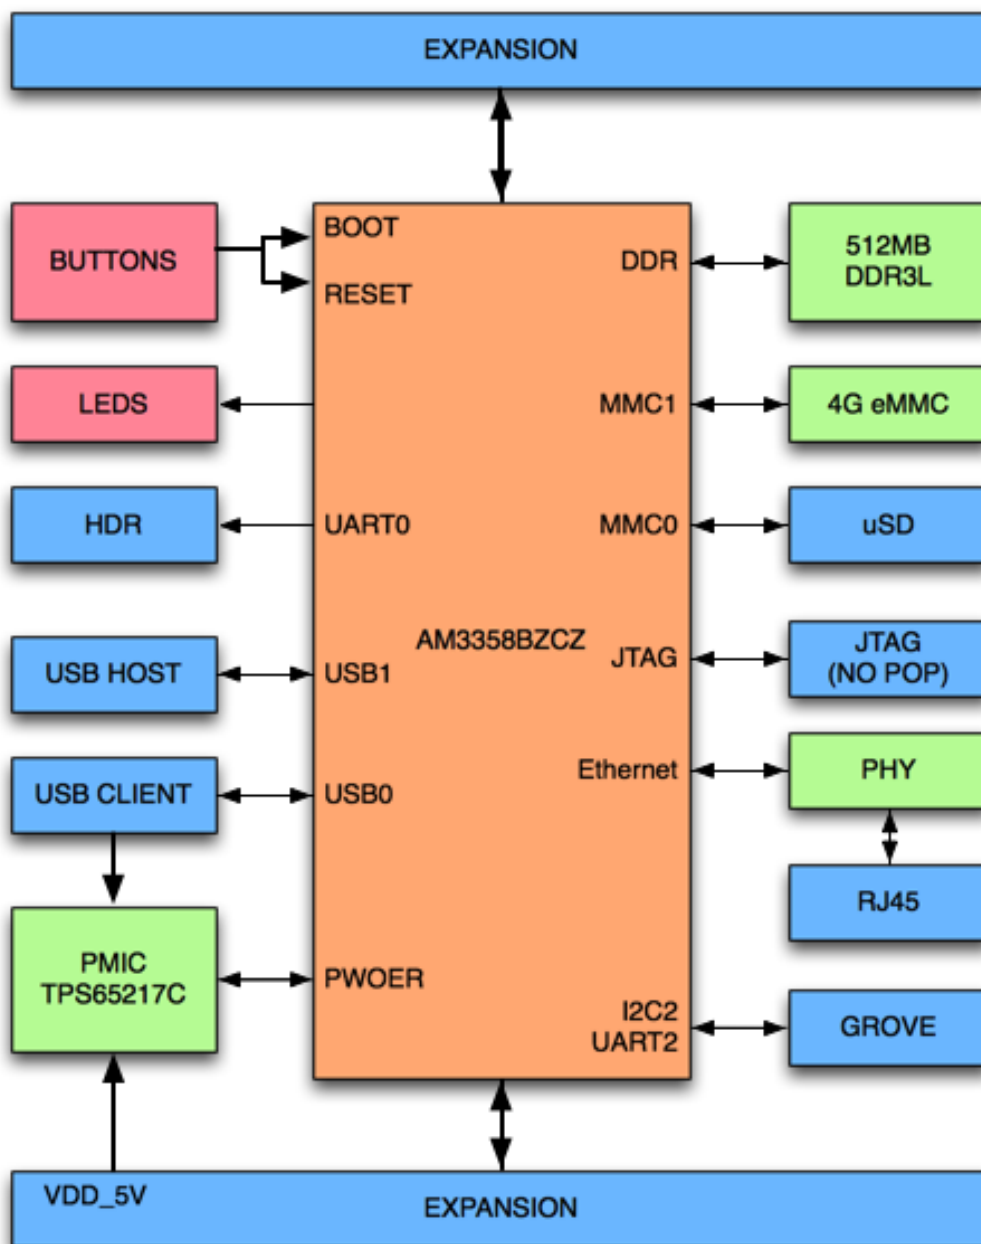 EXPANSION
BUTTONS
BOOT
RESET
DDR
512MB
DDR3L
LEDS
MMC1
4G eMMC
HDR
UART0
MMC0
uSD
AM3358BZCZ
USB HOST
USB1
JTAG
JTAG
(NO POP)
USB CLIENT
USB0
Ethernet
PHY
RJ45
PMIC
TPS65217C
PWOER
I2C2
UART2
GROVE
VDD_5V
EXPANSION